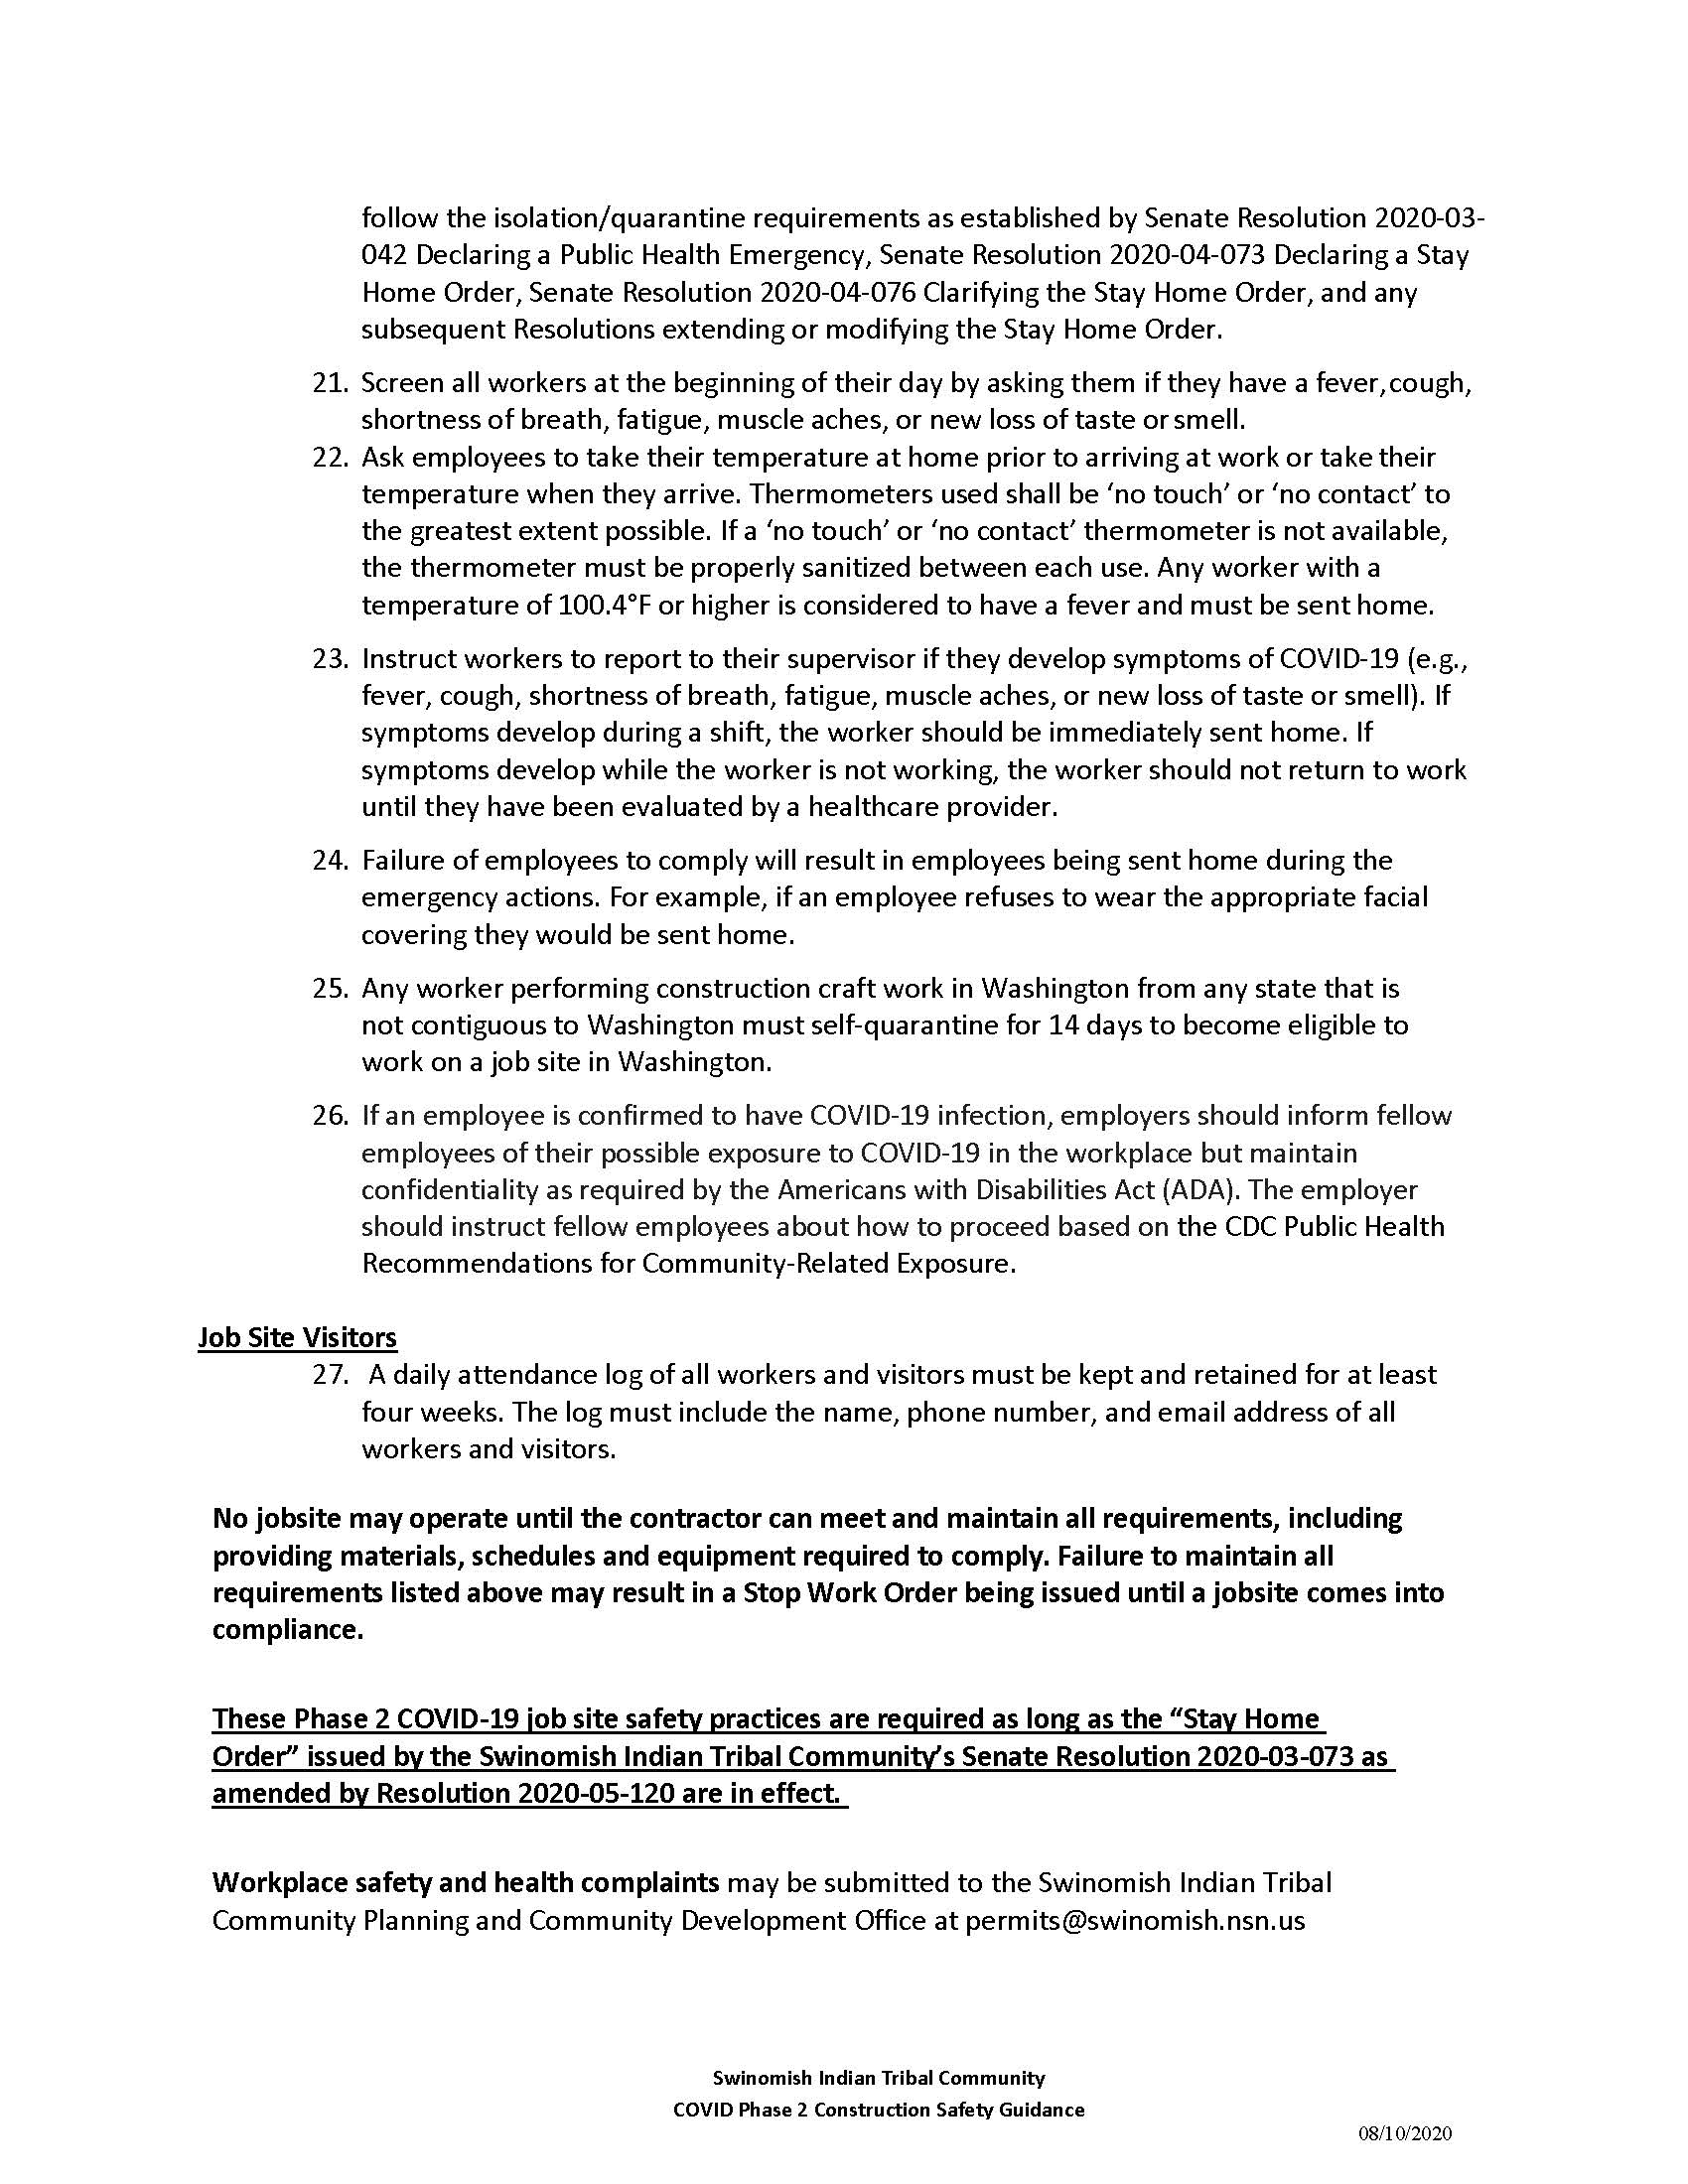 follow the isolation/quarantine requirements as established by Senate Resolution 2020-03-
042 Declaring a Public Health Emergency, Senate Resolution 2020-04-073 Declaring a Stay
Home Order, Senate Resolution 2020-04-076 Clarifying the Stay Home Order, and any
subsequent Resolutions extending or modifying the Stay Home Order.
21. Screen all workers at the beginning of their day by asking them if they have a fever, cough,
shortness of breath, fatigue, muscle aches, or new loss of taste or smell.
22. Ask employees to take their temperature at home prior to arriving at work or take their
temperature when they arrive. Thermometers used shall be ‘no touch’ or ‘no contact’ to
the greatest extent possible. If a ‘no touch’ or ‘no contact’ thermometer is not available,
the thermometer must be properly sanitized between each use. Any worker with a
temperature of 100.4°F or higher is considered to have a fever and must be sent home.
23. Instruct workers to report to their supervisor if they develop symptoms of COVID-19 (e.g.,
fever, cough, shortness of breath, fatigue, muscle aches, or new loss of taste or smell). If
symptoms develop during a shift, the worker should be immediately sent home. If
symptoms develop while the worker is not working, the worker should not return to work
until they have been evaluated by a healthcare provider.
24. Failure of employees to comply will result in employees being sent home during the
emergency actions. For example, if an employee refuses to wear the appropriate facial
covering they would be sent home.
25. Any worker performing construction craft work in Washington from any state that is
not contiguous to Washington must self-quarantine for 14 days to become eligible to
work on a job site in Washington.
26. If an employee is confirmed to have COVID-19 infection, employers should inform fellow
employees of their possible exposure to COVID-19 in the workplace but maintain
confidentiality as required by the Americans with Disabilities Act (ADA). The employer
should instruct fellow employees about how to proceed based on the CDC Public Health
Recommendations for Community-Related Exposure.
Job Site Visitors
27. A daily attendance log of all workers and visitors must be kept and retained for at least
four weeks. The log must include the name, phone number, and email address of all
workers and visitors.
No jobsite may operate until the contractor can meet and maintain all requirements, including
providing materials, schedules and equipment required to comply. Failure to maintain all
requirements listed above may result in a Stop Work Order being issued until a jobsite comes into
compliance.
These Phase 2 COVID-19 job site safety practices are required as long as the “Stay Home
Order” issued by the Swinomish Indian Tribal Community’s Senate Resolution 2020-03-073 as
amended by Resolution 2020-05-120 are in effect.
Workplace safety and health complaints may be submitted to the Swinomish Indian Tribal
Community Planning and Community Development Office at permits@swinomish.nsn.us
Swinomish Indian Tribal Community
COVID Phase 2 Construction Safety Guidance
08/10/2020